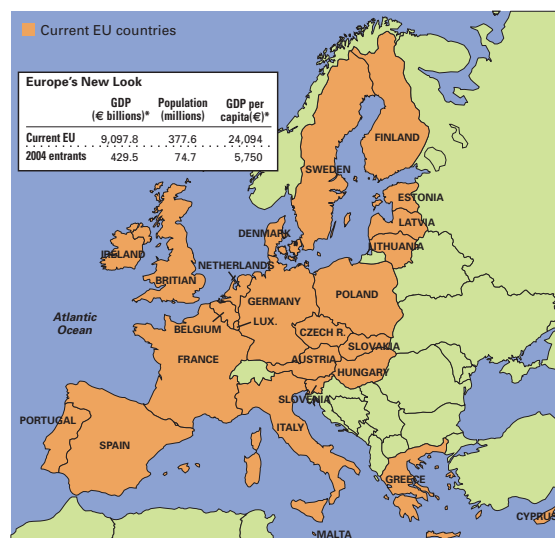 Current EU countries
Europe's New Look
GDP (€ billions)* Population (millions) GDP per capita(€)*
Current EU 9,097.8 377.6 24,094
2004 entrants 429.5 74.7 5,750
FINLAND
SWEDEN
ESTONIA
LATVIA
DENMARK
LITHUANIA
IRELAND
NETHERLANDS
BRITIAN
GERMANY
POLAND
Atlantic
Ocean
BELGIUM
LUX.
CZECH R.
SLOVAKIA
FRANCE
AUSTRIA
HUNGARY
SLOVENIA
PORTUGAL
ITALY
SPAIN
GREECE
CYPRUS
MALTA